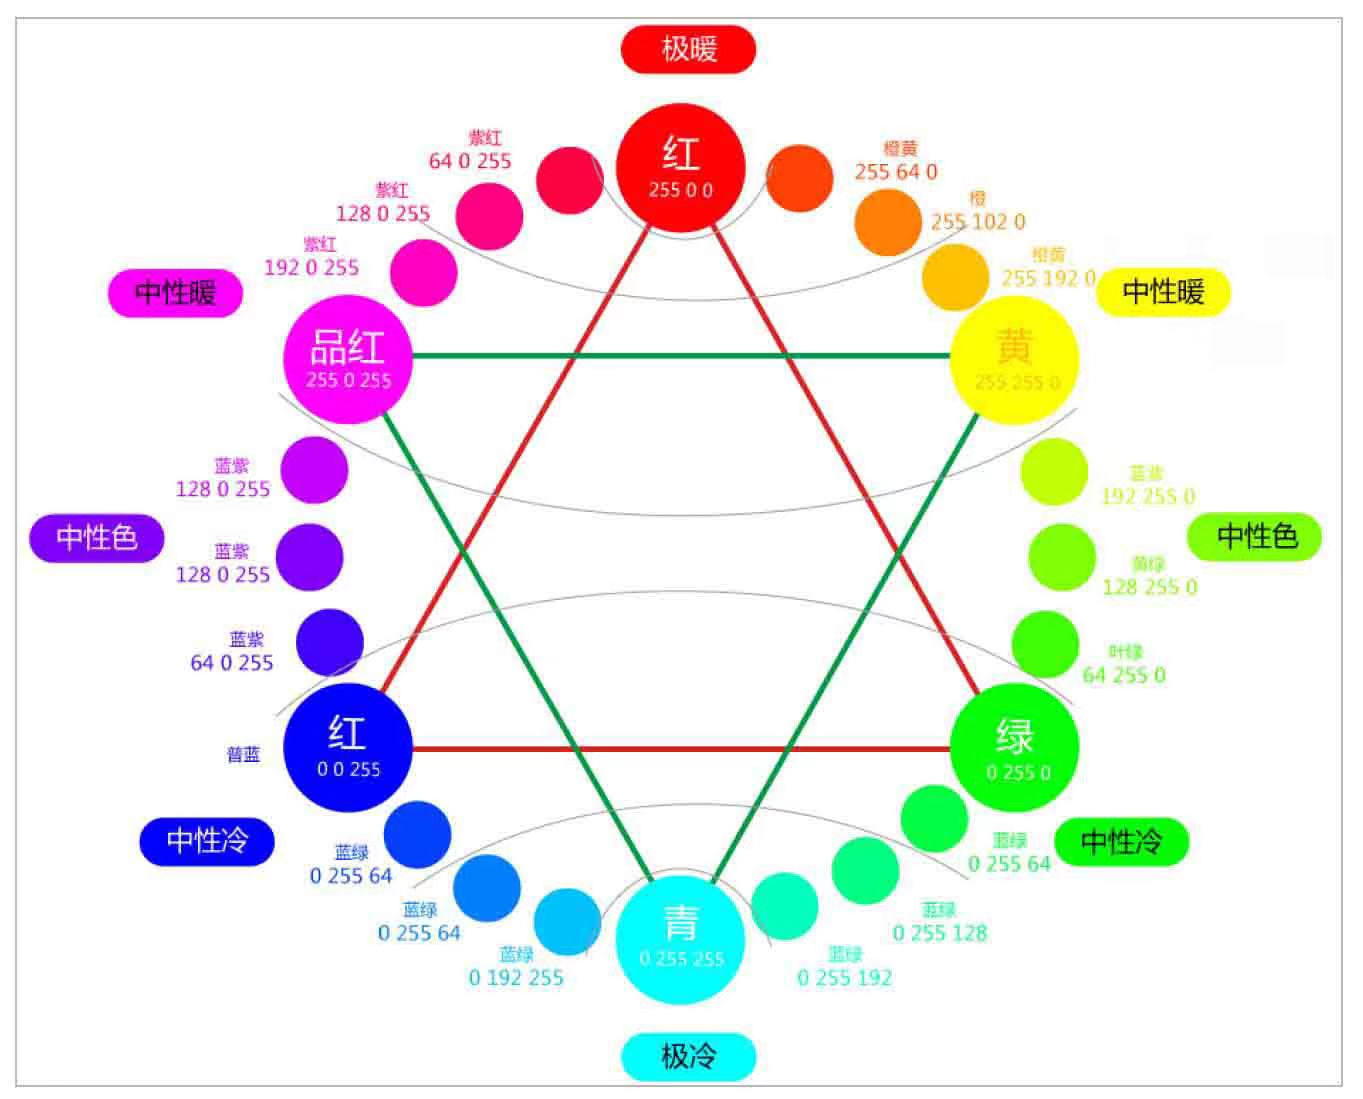 极暖
红
255 0 0
紫红
64 0 255
紫红
128 0 255
紫红
192 0 255
橙黄
255 64 0
橙
255 102 0
橙黄
255 192 0
中性暖
中性暖
品红
255 0 255
黄
255 255 0
蓝紫
128 0 255
蓝紫
192 255 0
中性色
中性色
蓝紫
128 0 255
黄绿
128 255 0
蓝紫
64 0 255
叶绿
64 255 0
红
0 0 255
绿
0 255 0
普蓝
中性冷
中性冷
蓝绿
0 255 64
蓝绿
0 255 64
蓝绿
0 255 64
蓝绿
0 255 128
蓝绿
0 192 255
蓝绿
0 255 192
青
0 255 255
极冷